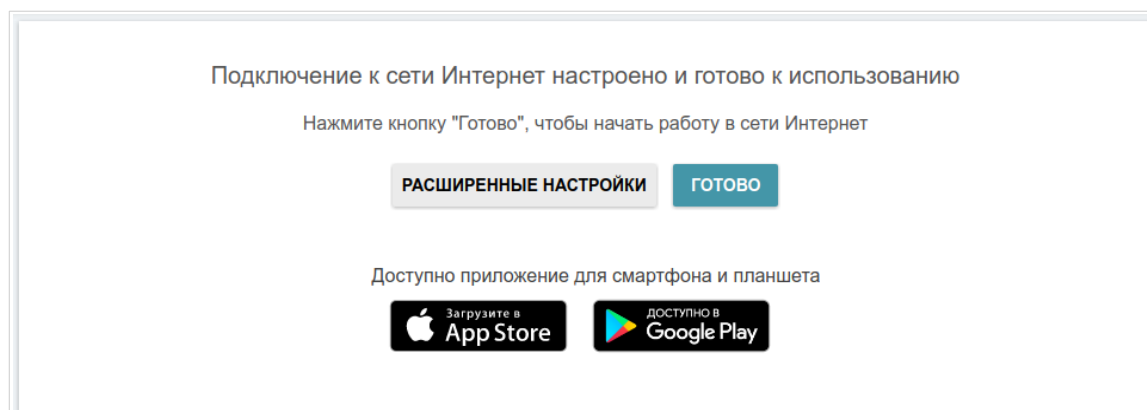 Подключение к сети Интернет настроено и готово к использованию
Нажмите кнопку "Готово", чтобы начать работу в сети Интернет
РАСШИРЕННЫЕ НАСТРОЙКИ ГОТОВО
Доступно приложение для смартфона и планшета
Загрузите в
App Store
ДОСТУПНО В
Google Play